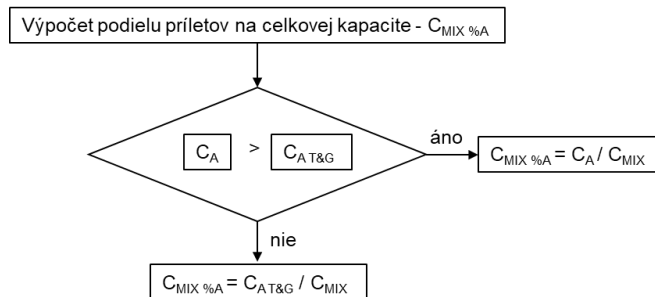 Výpočet podielu príletov na celkovej kapacite - C_MIX %A
C_A > C_A T&G
áno
C_MIX %A = C_A / C_MIX
nie
C_MIX %A = C_A T&G / C_MIX